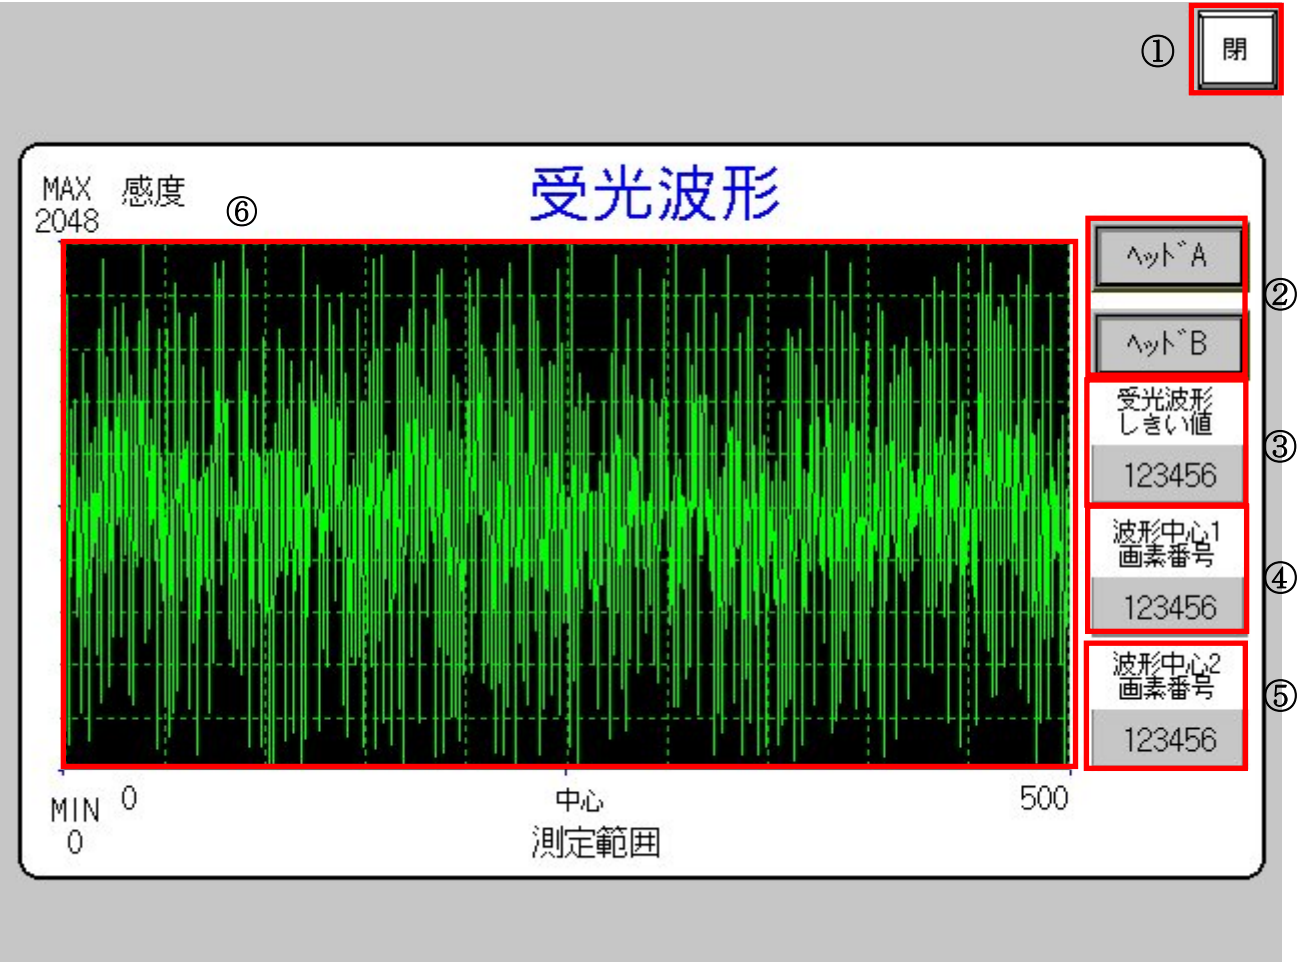 ① 閉
受光波形
MAX 感度
2048
⑥
ﾍｯﾄﾞA
②
ﾍｯﾄﾞB
受光波形
しきい値
③
123456
波形中心1
画素番号
④
123456
波形中心2
画素番号
⑤
123456
MIN 0 中心 500
0
測定範囲